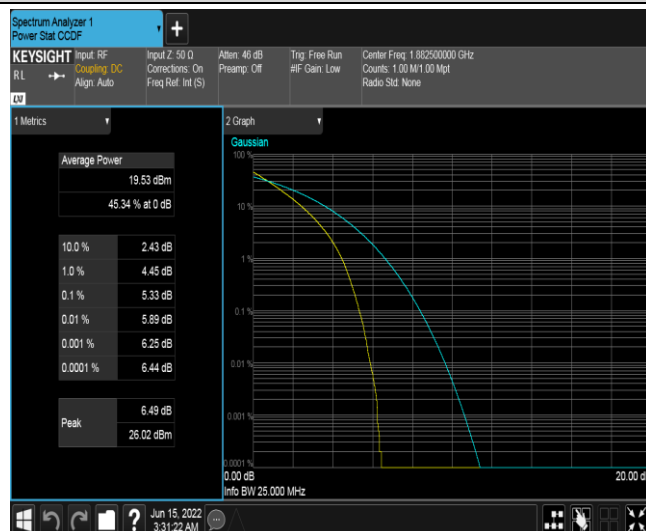 Spectrum Analyzer 1
Power Stat CCDF
KEYSIGHT Input: RF Input Z: 50 Ω Atten: 46 dB Trig: Free Run Center Freq: 1.882500000 GHz
RL Coupling: DC Corrections: On Preamp: Off #IF Gain: Low Counts: 1.00 M/1.00 Mpt
Align: Auto Freq Ref: Int (S) Radio Std: None
LXI
1 Metrics
2 Graph
Average Power
19.53 dBm
45.34 % at 0 dB
10.0 % 2.43 dB
1.0 % 4.45 dB
0.1 % 5.33 dB
0.01 % 5.89 dB
0.001 % 6.25 dB
0.0001 % 6.44 dB
Peak 6.49 dB
26.02 dBm
Gaussian
100 %
10 %
1 %
0.1 %
0.01 %
0.001 %
0.0001 %
0.00 dB 20.00 d
Info BW 25.000 MHz
Jun 15, 2022
3:31:22 AM